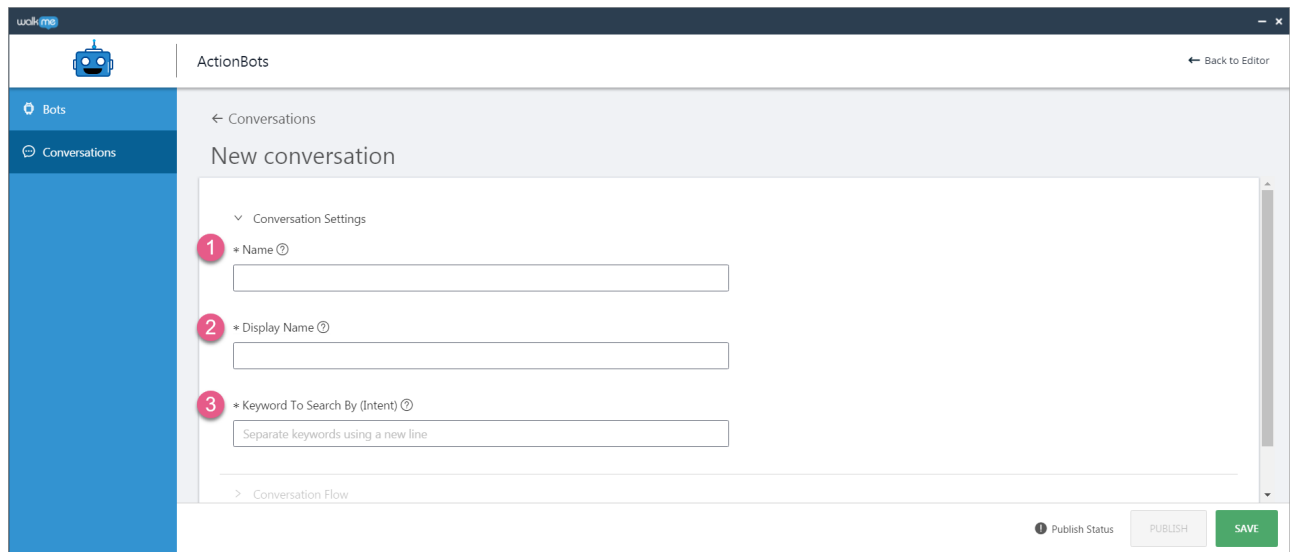 walkme
ActionBots
← Back to Editor
Bots
Conversations
← Conversations
New conversation
Conversation Settings
1 * Name ?
2 * Display Name ?
3 * Keyword To Search By (Intent) ?
Separate keywords using a new line
Conversation Flow
! Publish Status PUBLISH SAVE